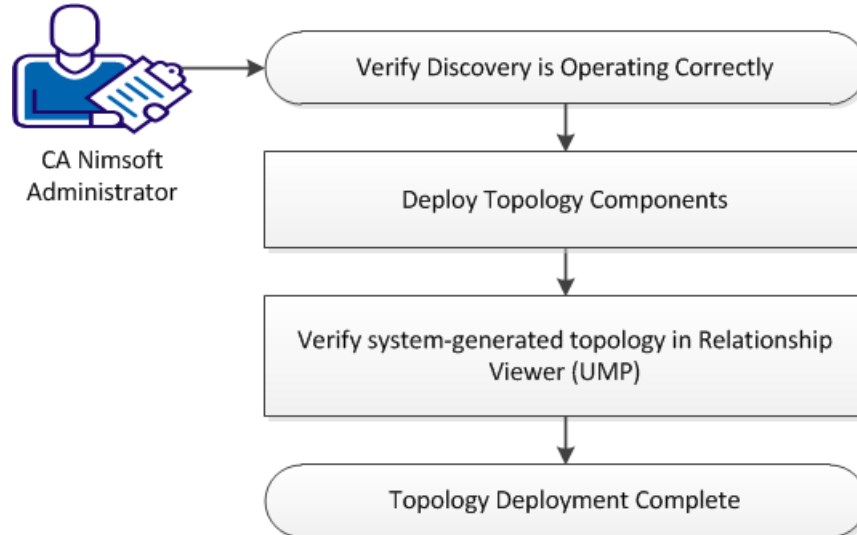 Verify Discovery is Operating Correctly
CA Nimsoft
Administrator
Deploy Topology Components
Verify system-generated topology in Relationship
Viewer (UMP)
Topology Deployment Complete